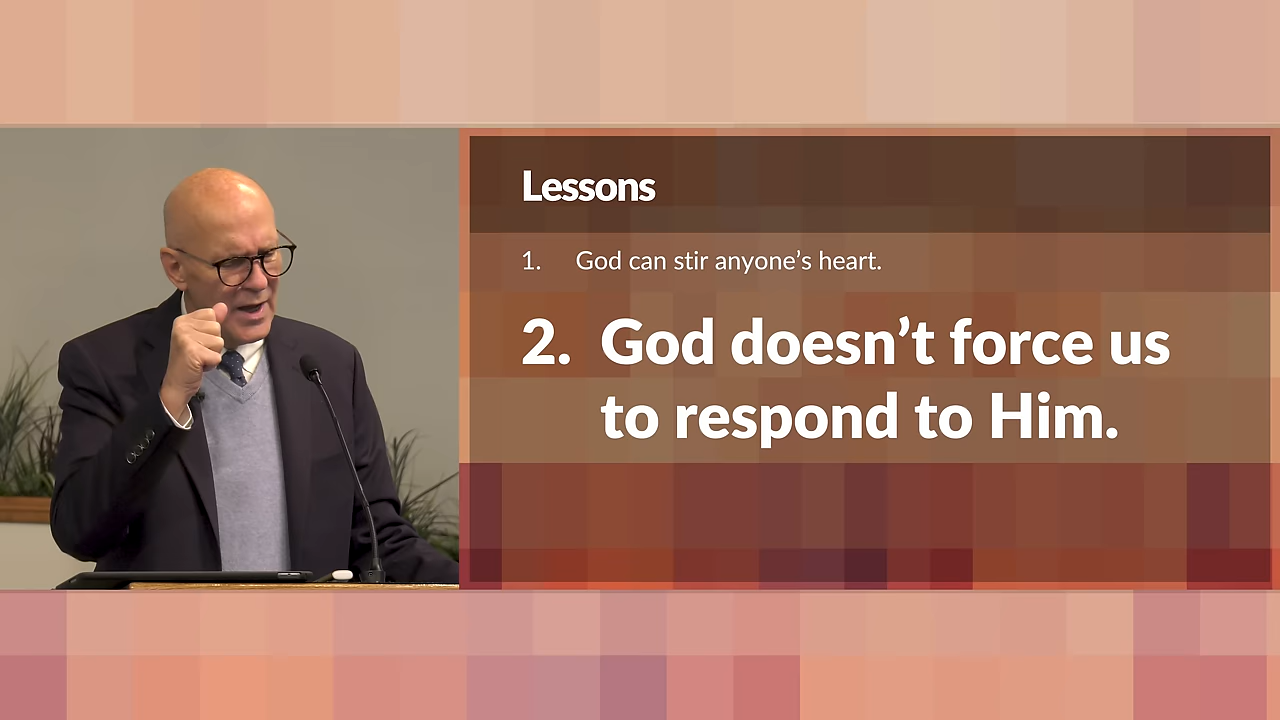 Lessons
1. God can stir anyone’s heart.
2. God doesn’t force us
to respond to Him.